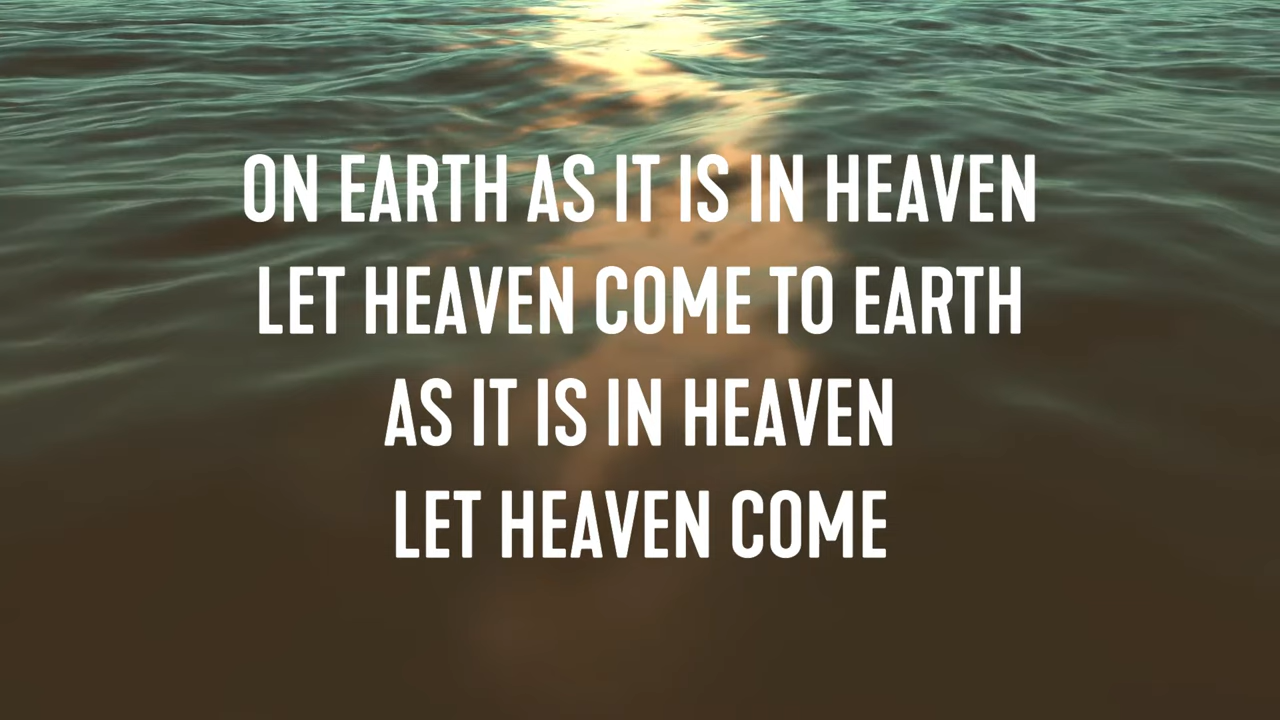 ON EARTH AS IT IS IN HEAVEN
LET HEAVEN COME TO EARTH
AS IT IS IN HEAVEN
LET HEAVEN COME